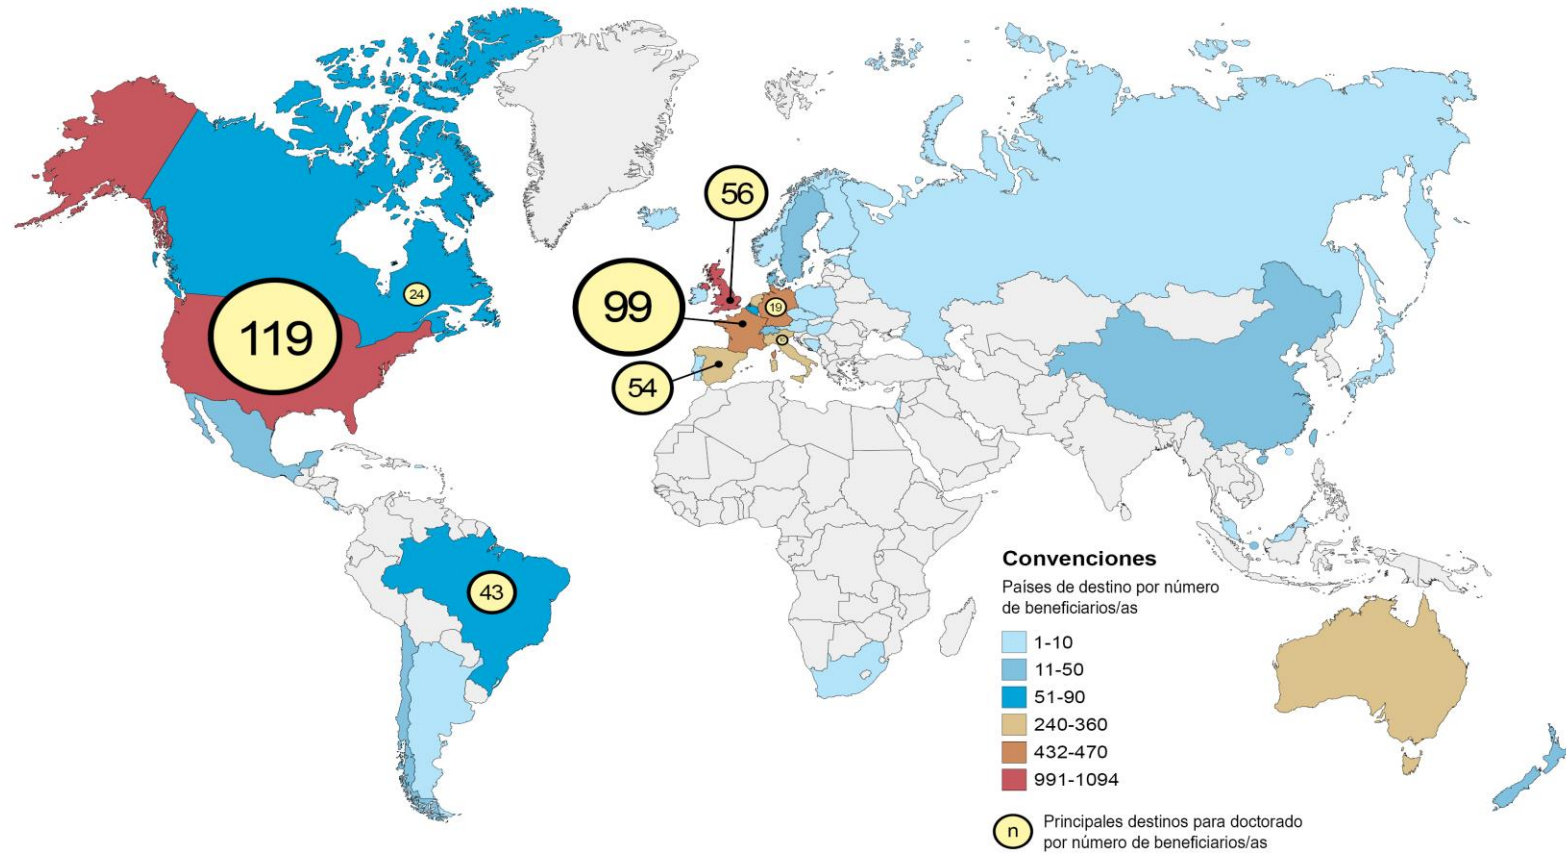 56
24
99
19
119
54
43
Convenciones
Países de destino por número
de beneficiarios/as
1-10
11-50
51-90
240-360
432-470
991-1094
n
Principales destinos para doctorado
por número de beneficiarios/as